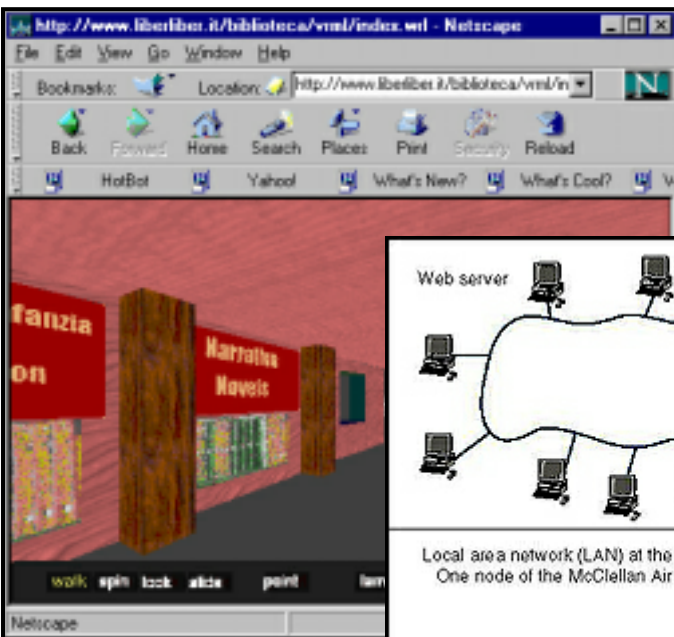 http://www.liberliber.it/biblioteca/vrml/index.wrl - Netscape
File Edit View Go Window Help
Bookmarks: Location: http://www.liberliber.it/biblioteca/vrml/in
N
Back Forward Home Search Places Print Security Reload
HotBot Yahoo! What's New? What's Cool? W
fanzia
on
Narrativa
Novels
Web server
Local area network (LAN) at the
One node of the McClellan Air
walk spin look slide point lam
Netscape